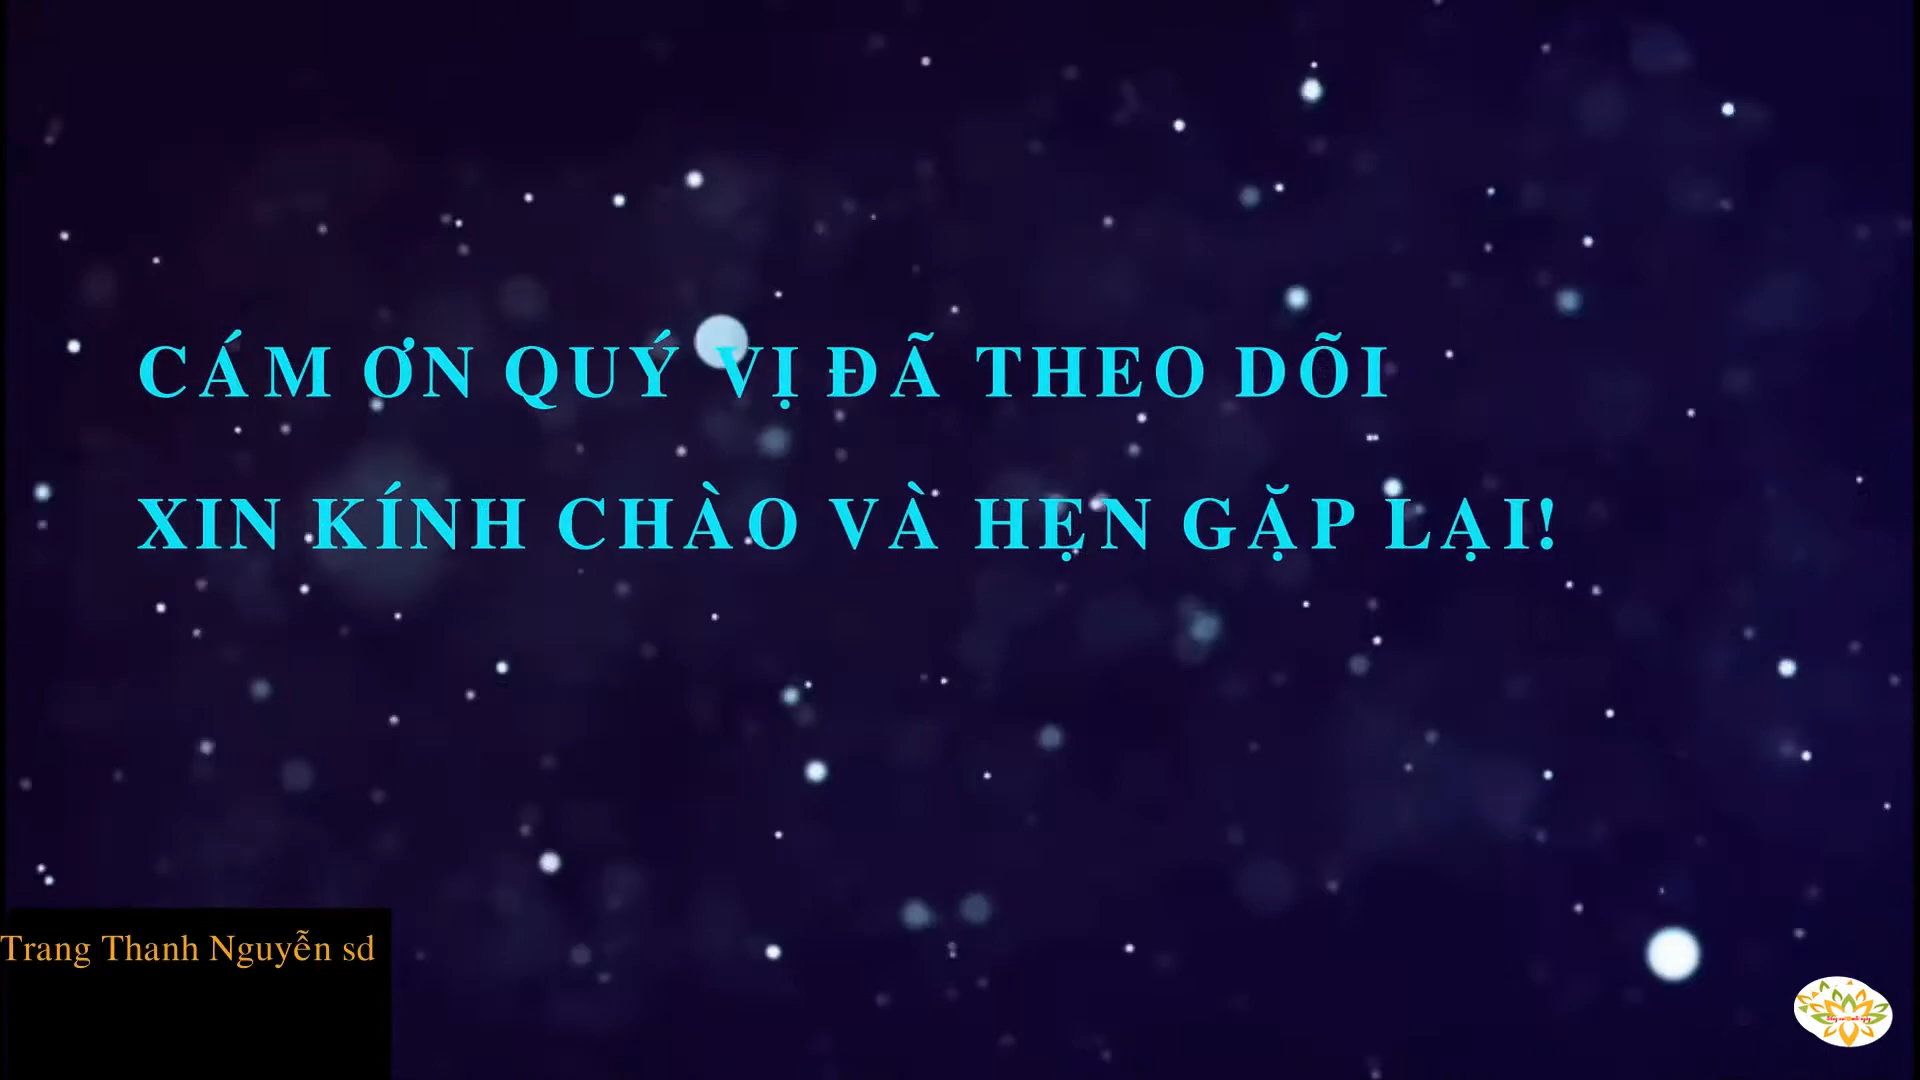 CÁM ƠN QUÝ VỊ ĐÃ THEO DÕI
XIN KÍNH CHÀO VÀ HẸN GẶP LẠI!
Trang Thanh Nguyễn sd